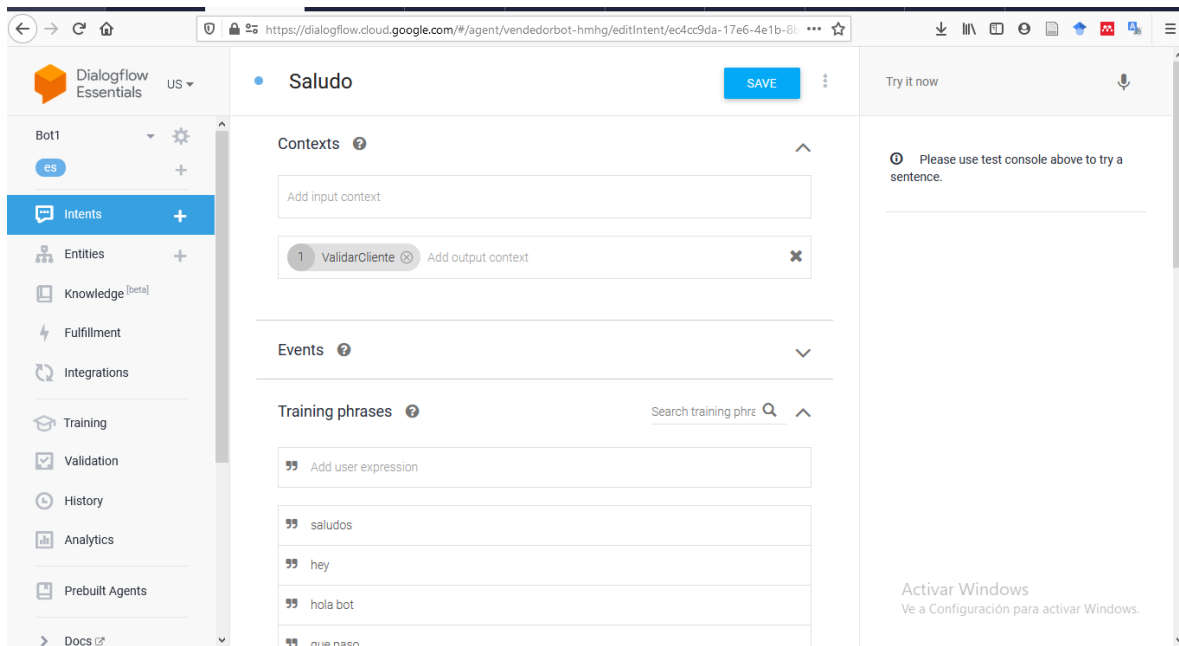 https://dialogflow.cloud.google.com/#/agent/vendedorbot-hmhg/editIntent/ec4cc9da-17e6-4e1b-8
Dialogflow
Essentials
US
Bot1
es
Intents
Entities
Knowledge [beta]
Fulfillment
Integrations
Training
Validation
History
Analytics
Prebuilt Agents
Docs
Saludo
SAVE
Contexts
Add input context
1 ValidarCliente Add output context
Events
Training phrases
Search training phra
Add user expression
saludos
hey
hola bot
que paso
Try it now
Please use test console above to try a
sentence.
Activar Windows
Ve a Configuración para activar Windows.